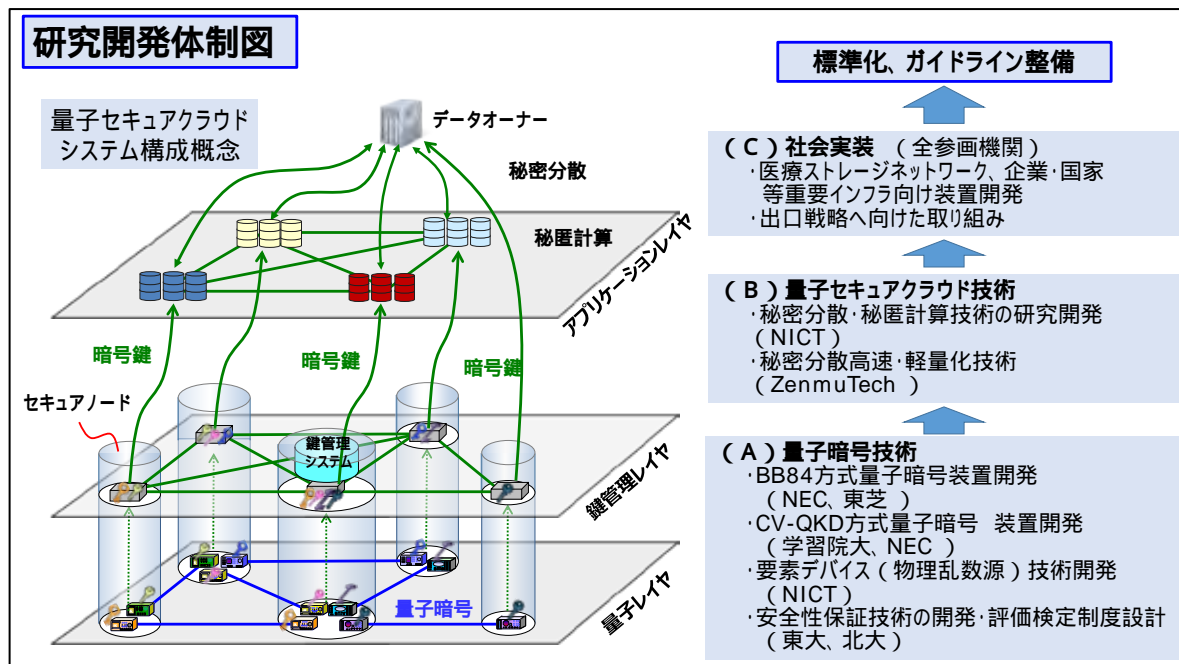 研究開発体制図
量子セキュアクラウド
システム構成概念
データオーナー
秘密分散
秘匿計算
アプリケーションレイヤ
暗号鍵
暗号鍵
暗号鍵
セキュアノード
鍵管理
システム
鍵管理レイヤ
量子暗号
量子レイヤ
標準化、ガイドライン整備
（C）社会実装 （全参画機関）
･医療ストレージネットワーク、企業･国家
等重要インフラ向け装置開発
･出口戦略へ向けた取り組み
（B）量子セキュアクラウド技術
･秘密分散･秘匿計算技術の研究開発
（NICT）
･秘密分散高速･軽量化技術
（ZenmuTech ）
（A）量子暗号技術
･BB84方式量子暗号装置開発
（NEC、東芝 ）
･CV-QKD方式量子暗号 装置開発
（学習院大、NEC ）
･要素デバイス（物理乱数源）技術開発
（NICT）
･安全性保証技術の開発･評価検定制度設計
（東大、北大）